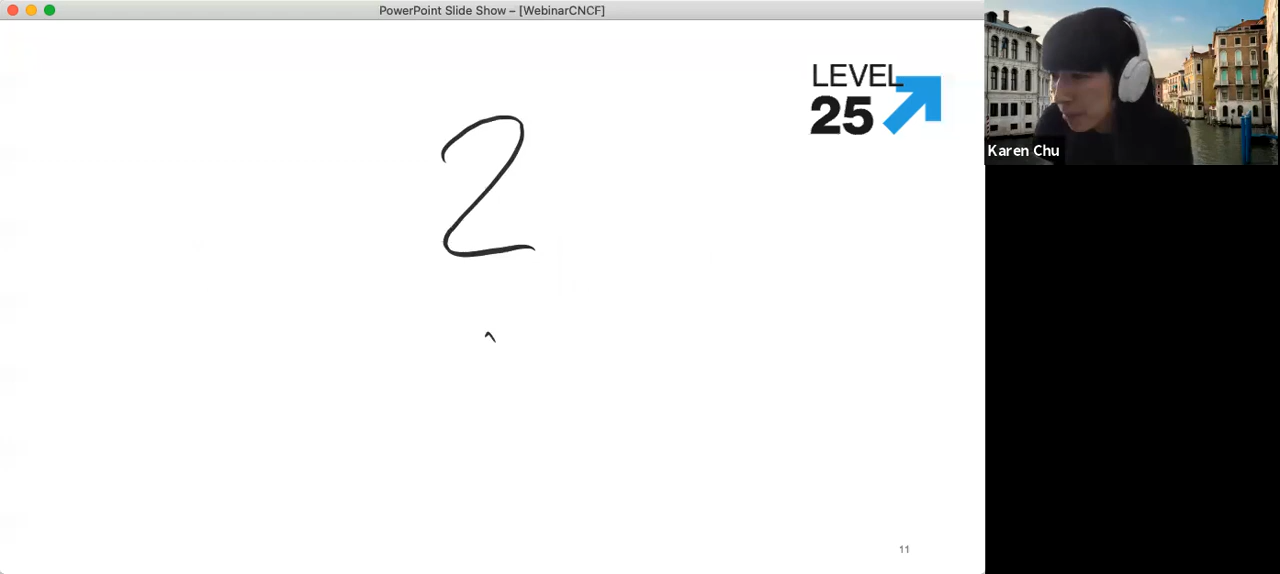 PowerPoint Slide Show – [WebinarCNCF]
LEVEL
25
2
Karen Chu
11